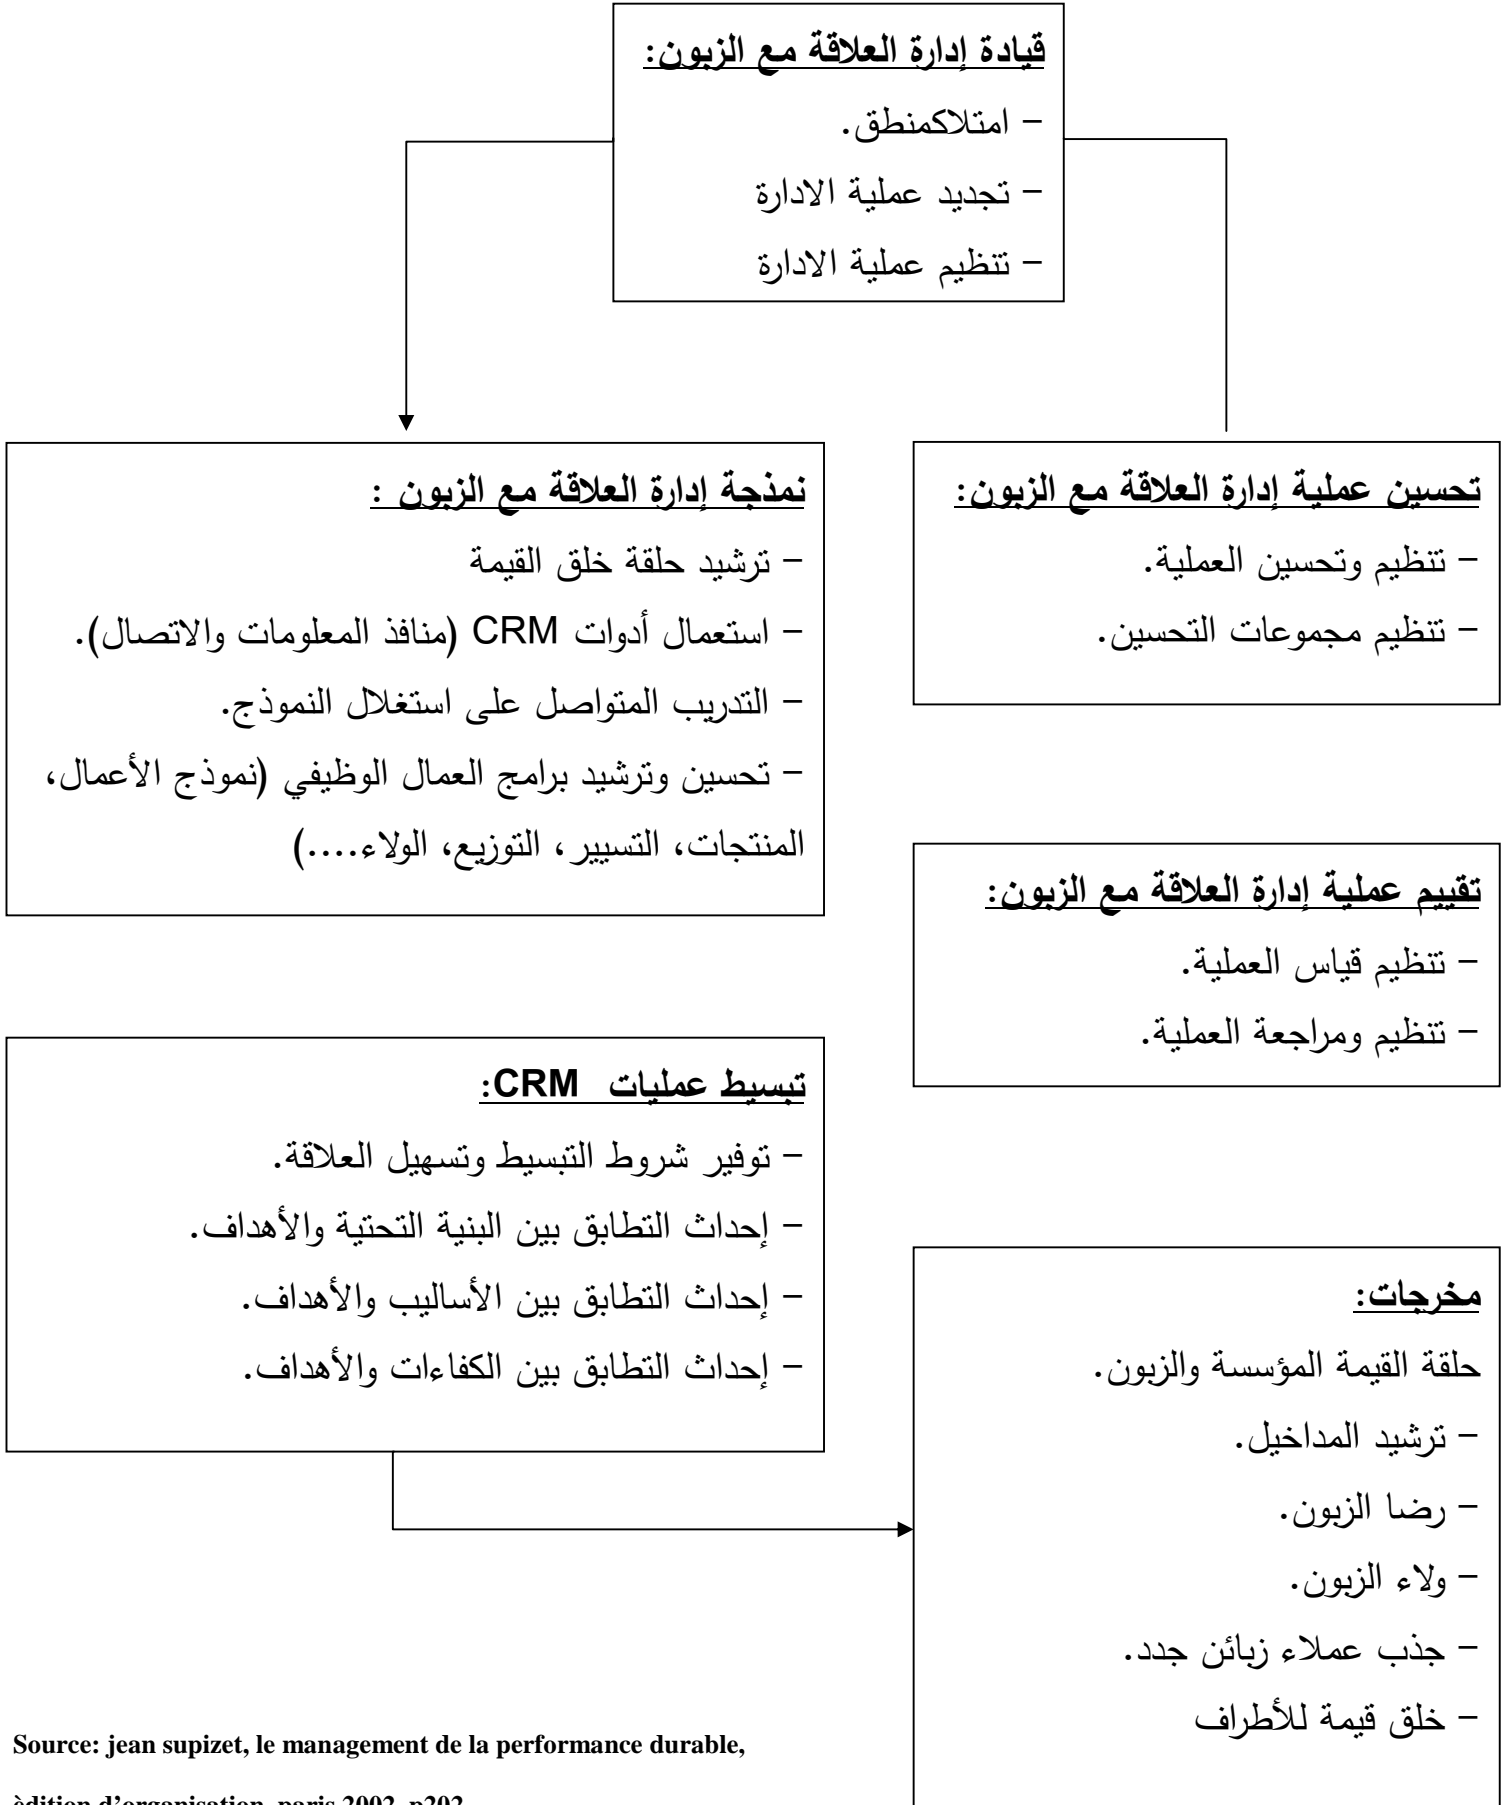 قيادة إدارة العلاقة مع الزبون:
- امتلاكمنطق.
- تجديد عملية الادارة
- تنظيم عملية الادارة
تحسين عملية إدارة العلاقة مع الزبون:
- تنظيم وتحسين العملية.
- تنظيم مجموعات التحسين.
نمذجة إدارة العلاقة مع الزبون :
- ترشيد حلقة خلق القيمة
- استعمال أدوات CRM (منافذ المعلومات والاتصال).
- التدريب المتواصل على استغلال النموذج.
- تحسين وترشيد برامج العمال الوظيفي (نموذج الأعمال،
المنتجات، التسيير، التوزيع، الولاء....)
تقييم عملية إدارة العلاقة مع الزبون:
- تنظيم قياس العملية.
- تنظيم ومراجعة العملية.
تبسيط عمليات CRM:
- توفير شروط التبسيط وتسهيل العلاقة.
- إحداث التطابق بين البنية التحتية والأهداف.
- إحداث التطابق بين الأساليب والأهداف.
- إحداث التطابق بين الكفاءات والأهداف.
مخرجات:
حلقة القيمة المؤسسة والزبون.
- ترشيد المداخيل.
- رضا الزبون.
- ولاء الزبون.
- جذب عملاء زبائن جدد.
- خلق قيمة للأطراف
Source: jean supizet, le management de la performance durable,
èdition d'organisation, paris 2002, p202